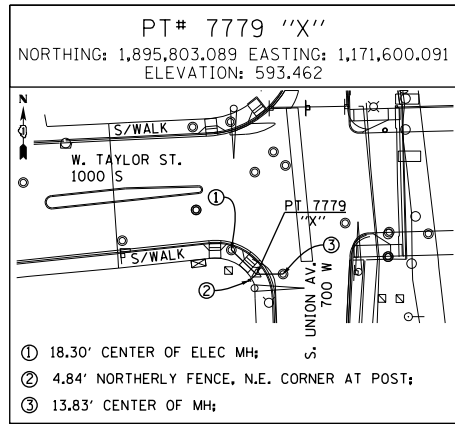 PT# 7779 "X"
NORTHING: 1,895,803.089 EASTING: 1,171,600.091
ELEVATION: 593.462
N
S/WALK
W. TAYLOR ST.
1000 S
PT 7779
"X"
S/WALK
S. UNION AV.
700 W
1
2
3
① 18.30' CENTER OF ELEC MH;
② 4.84' NORTHERLY FENCE, N.E. CORNER AT POST;
③ 13.83' CENTER OF MH;